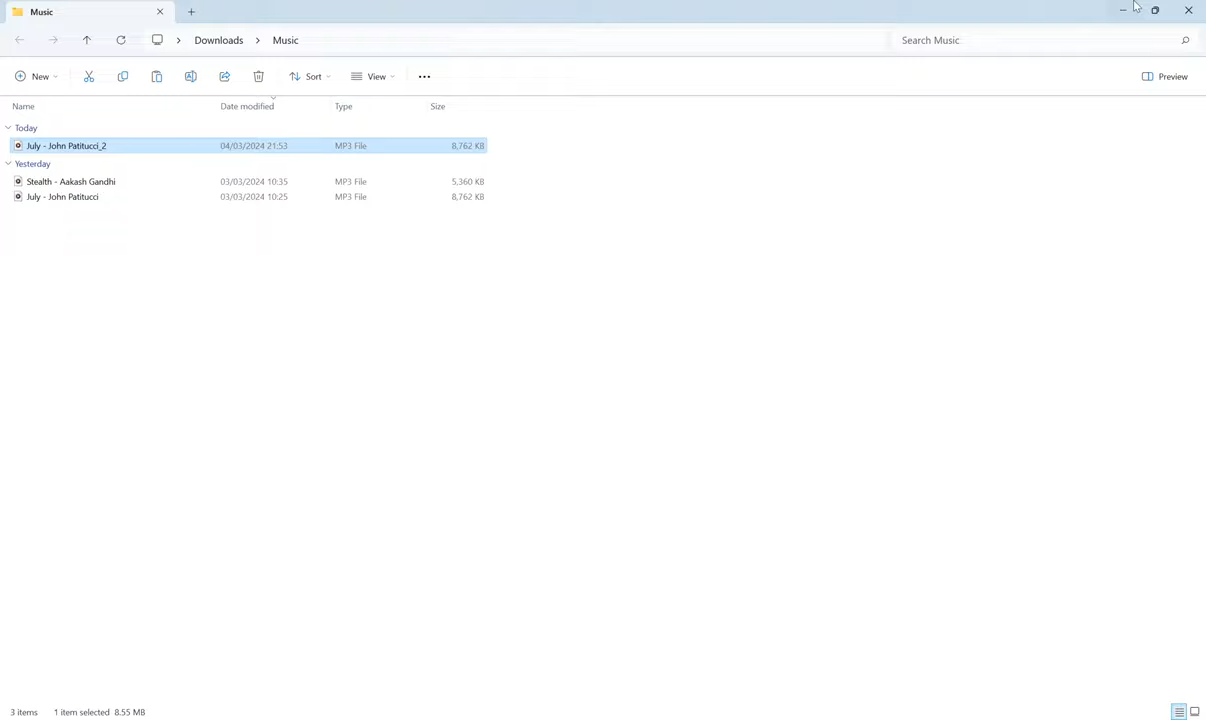 Music
Downloads > Music
Search Music
New
Sort
View
Preview
Name Date modified Type Size
Today
July - John Patitucci_2 04/03/2024 21:53 MP3 File 8,762 KB
Yesterday
Stealth - Aakash Gandhi 03/03/2024 10:35 MP3 File 5,360 KB
July - John Patitucci 03/03/2024 10:25 MP3 File 8,762 KB
3 items 1 item selected 8.55 MB